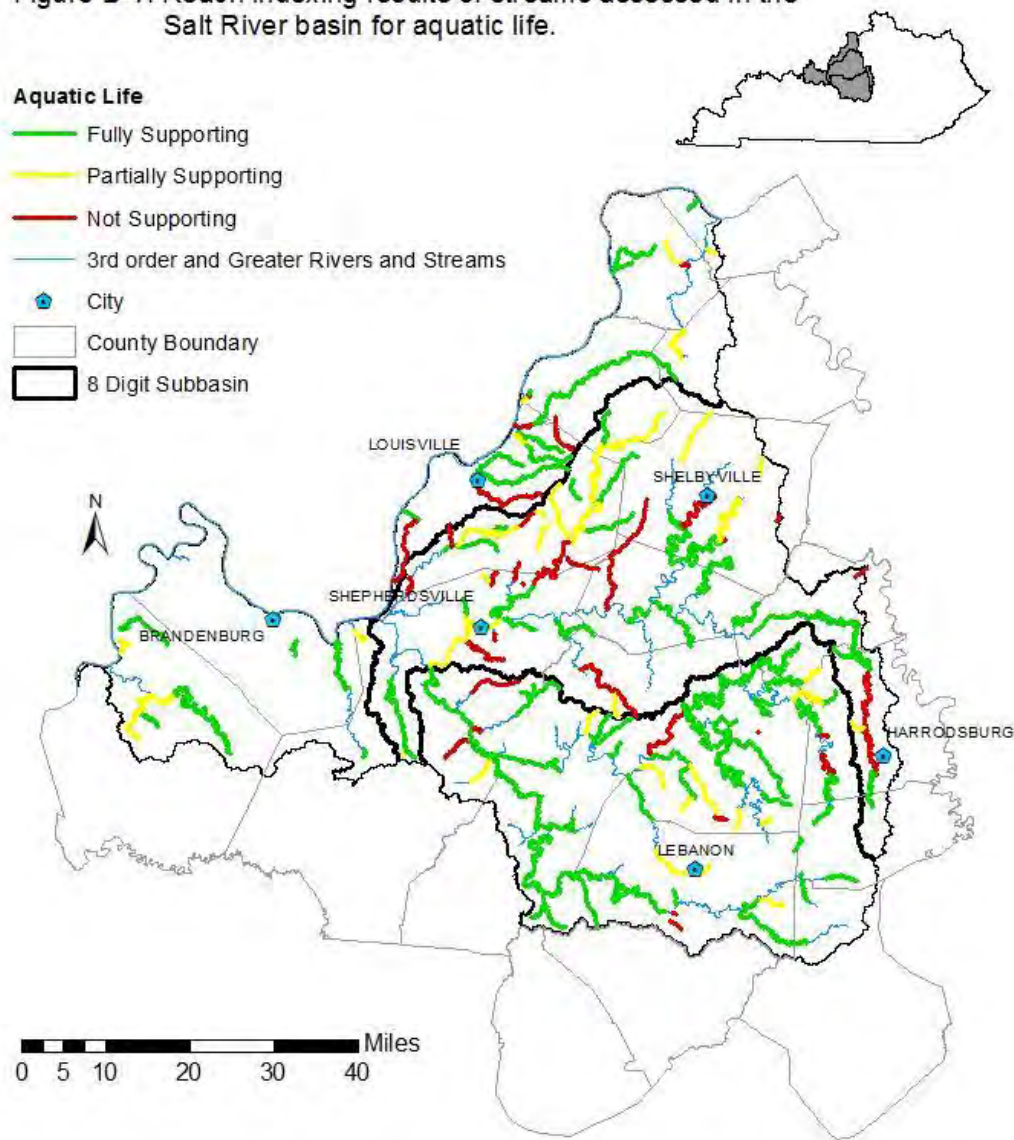 Salt River basin for aquatic life.
Aquatic Life
Fully Supporting
Partially Supporting
Not Supporting
3rd order and Greater Rivers and Streams
City
County Boundary
8 Digit Subbasin
LOUISVILLE
SHELBYVILLE
N
SHEPHERDSVILLE
BRANDENBURG
HARRODSBURG
LEBANON
Miles
0 5 10 20 30 40